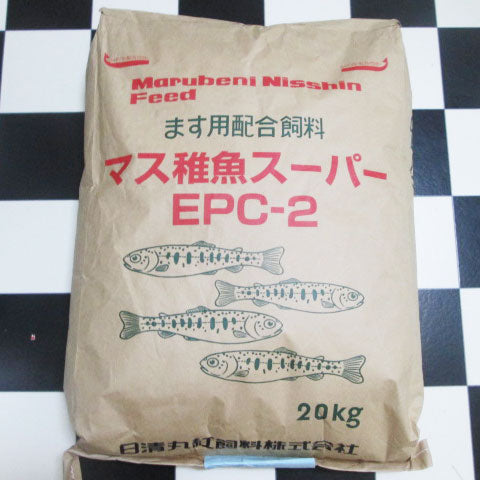 Marubeni Nisshin
Feed
ます用配合飼料
マス稚魚スーパー
EPC-2
20kg
日清丸紅飼料株式会社